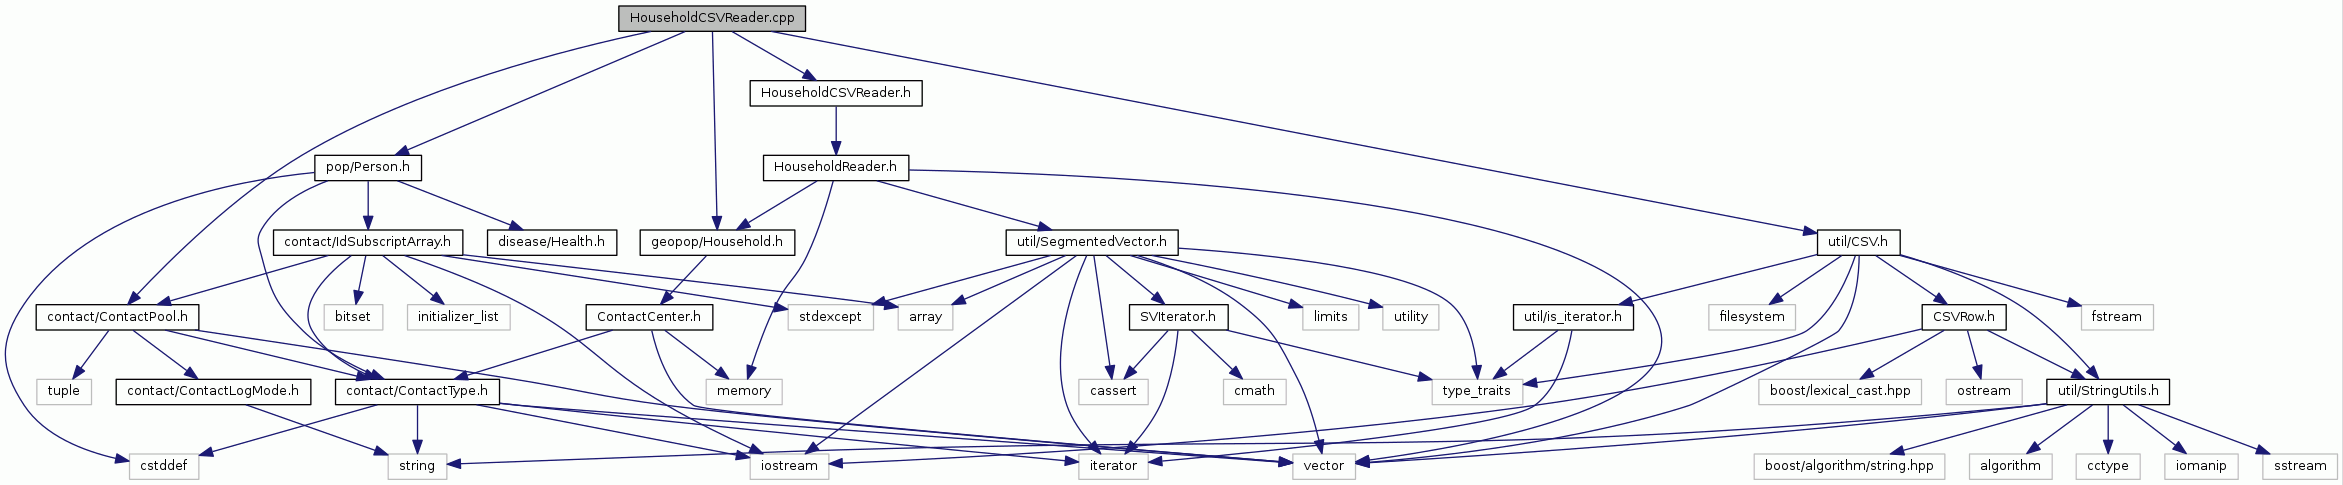 HouseholdCSVReader.cpp
HouseholdCSVReader.h
pop/Person.h
HouseholdReader.h
contact/IdSubscriptArray.h
disease/Health.h
geopop/Household.h
util/SegmentedVector.h
util/CSV.h
contact/ContactPool.h
bitset
initializer_list
ContactCenter.h
stdexcept
array
SVIterator.h
limits
utility
util/is_iterator.h
filesystem
CSVRow.h
fstream
tuple
contact/ContactLogMode.h
contact/ContactType.h
memory
cassert
cmath
type_traits
boost/lexical_cast.hpp
ostream
util/StringUtils.h
cstddef
string
iostream
iterator
vector
boost/algorithm/string.hpp
algorithm
cctype
iomanip
sstream